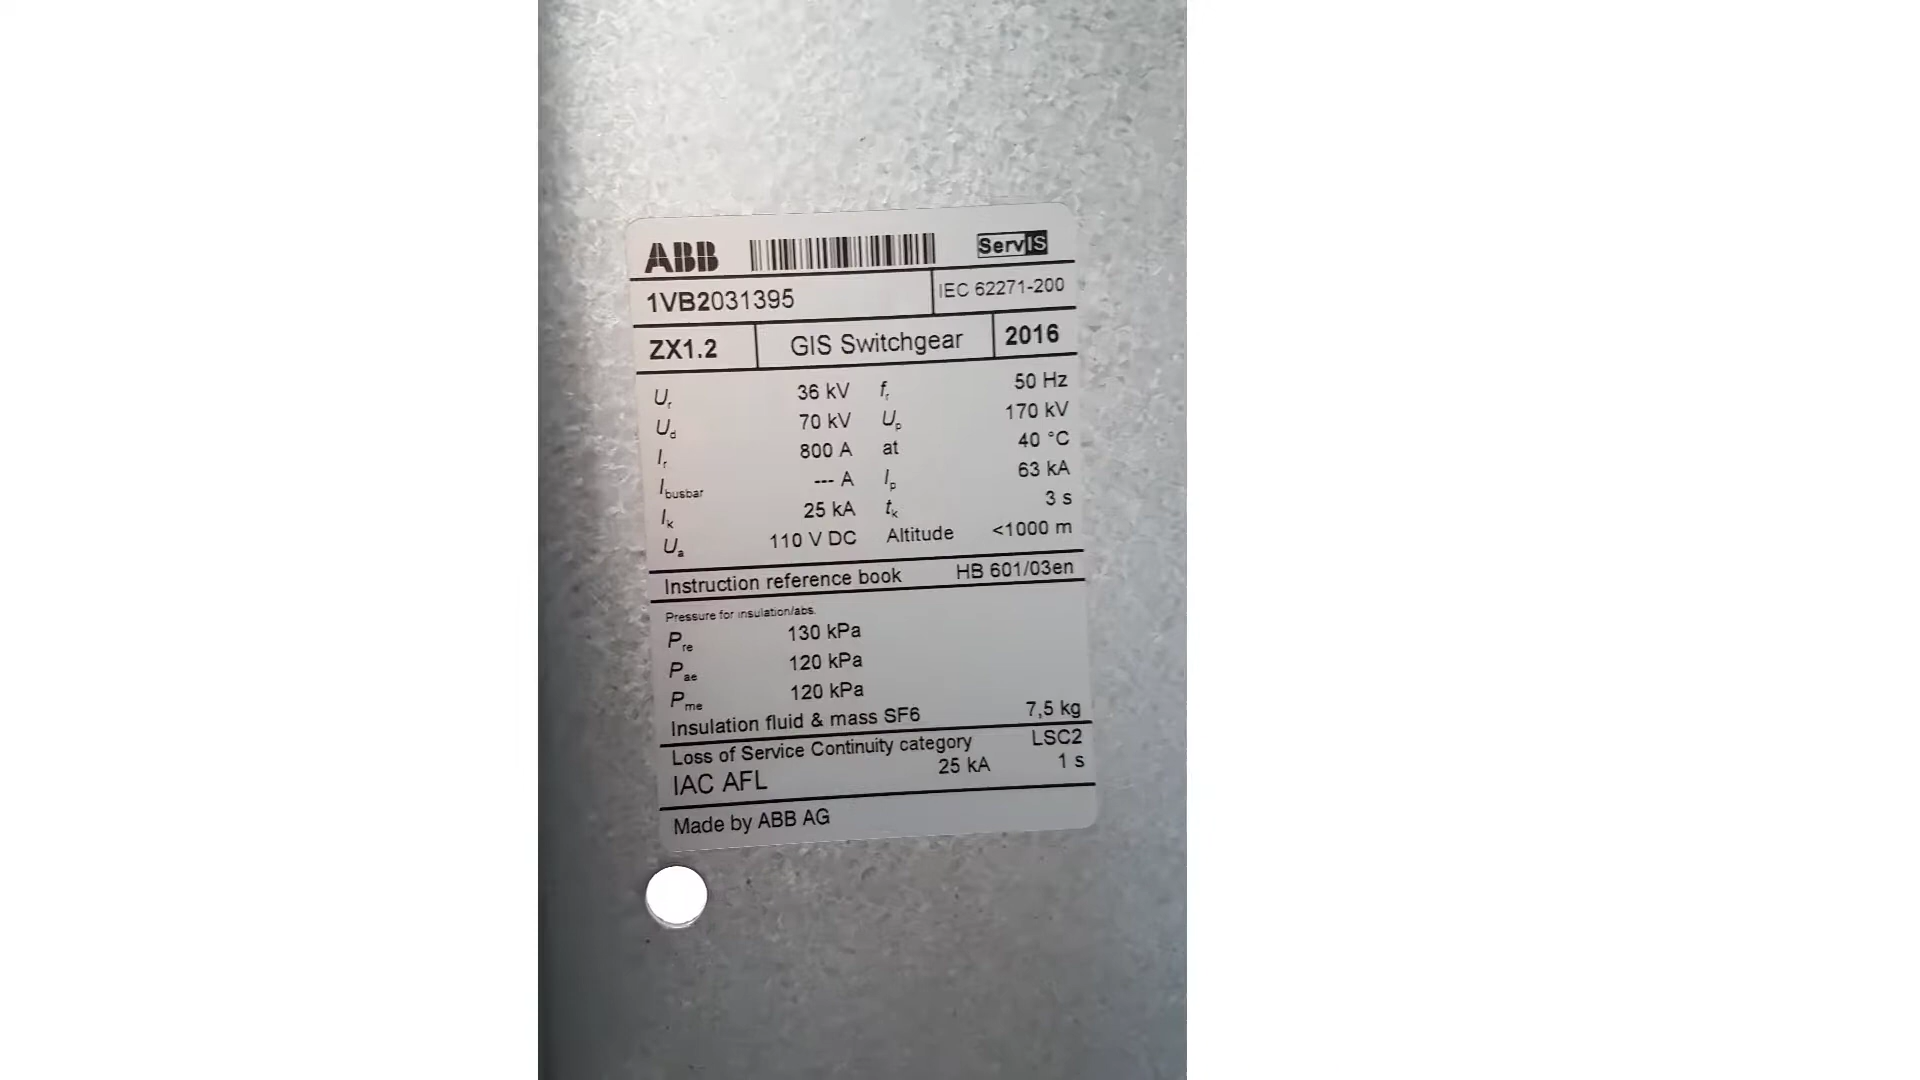 ABB ServIS
1VB2031395 IEC 62271-200
ZX1.2 GIS Switchgear 2016
Ur 36 kV fr 50 Hz
Ud 70 kV Up 170 kV
Ir 800 A at 40 °C
Ibusbar --- A Ip 63 kA
Ik 25 kA tk 3 s
Ua 110 V DC Altitude <1000 m
Instruction reference book HB 601/03en
Pressure for insulation/abs.
Pre 130 kPa
Pae 120 kPa
Pme 120 kPa
Insulation fluid & mass SF6 7,5 kg
Loss of Service Continuity category LSC2
IAC AFL 25 kA 1 s
Made by ABB AG